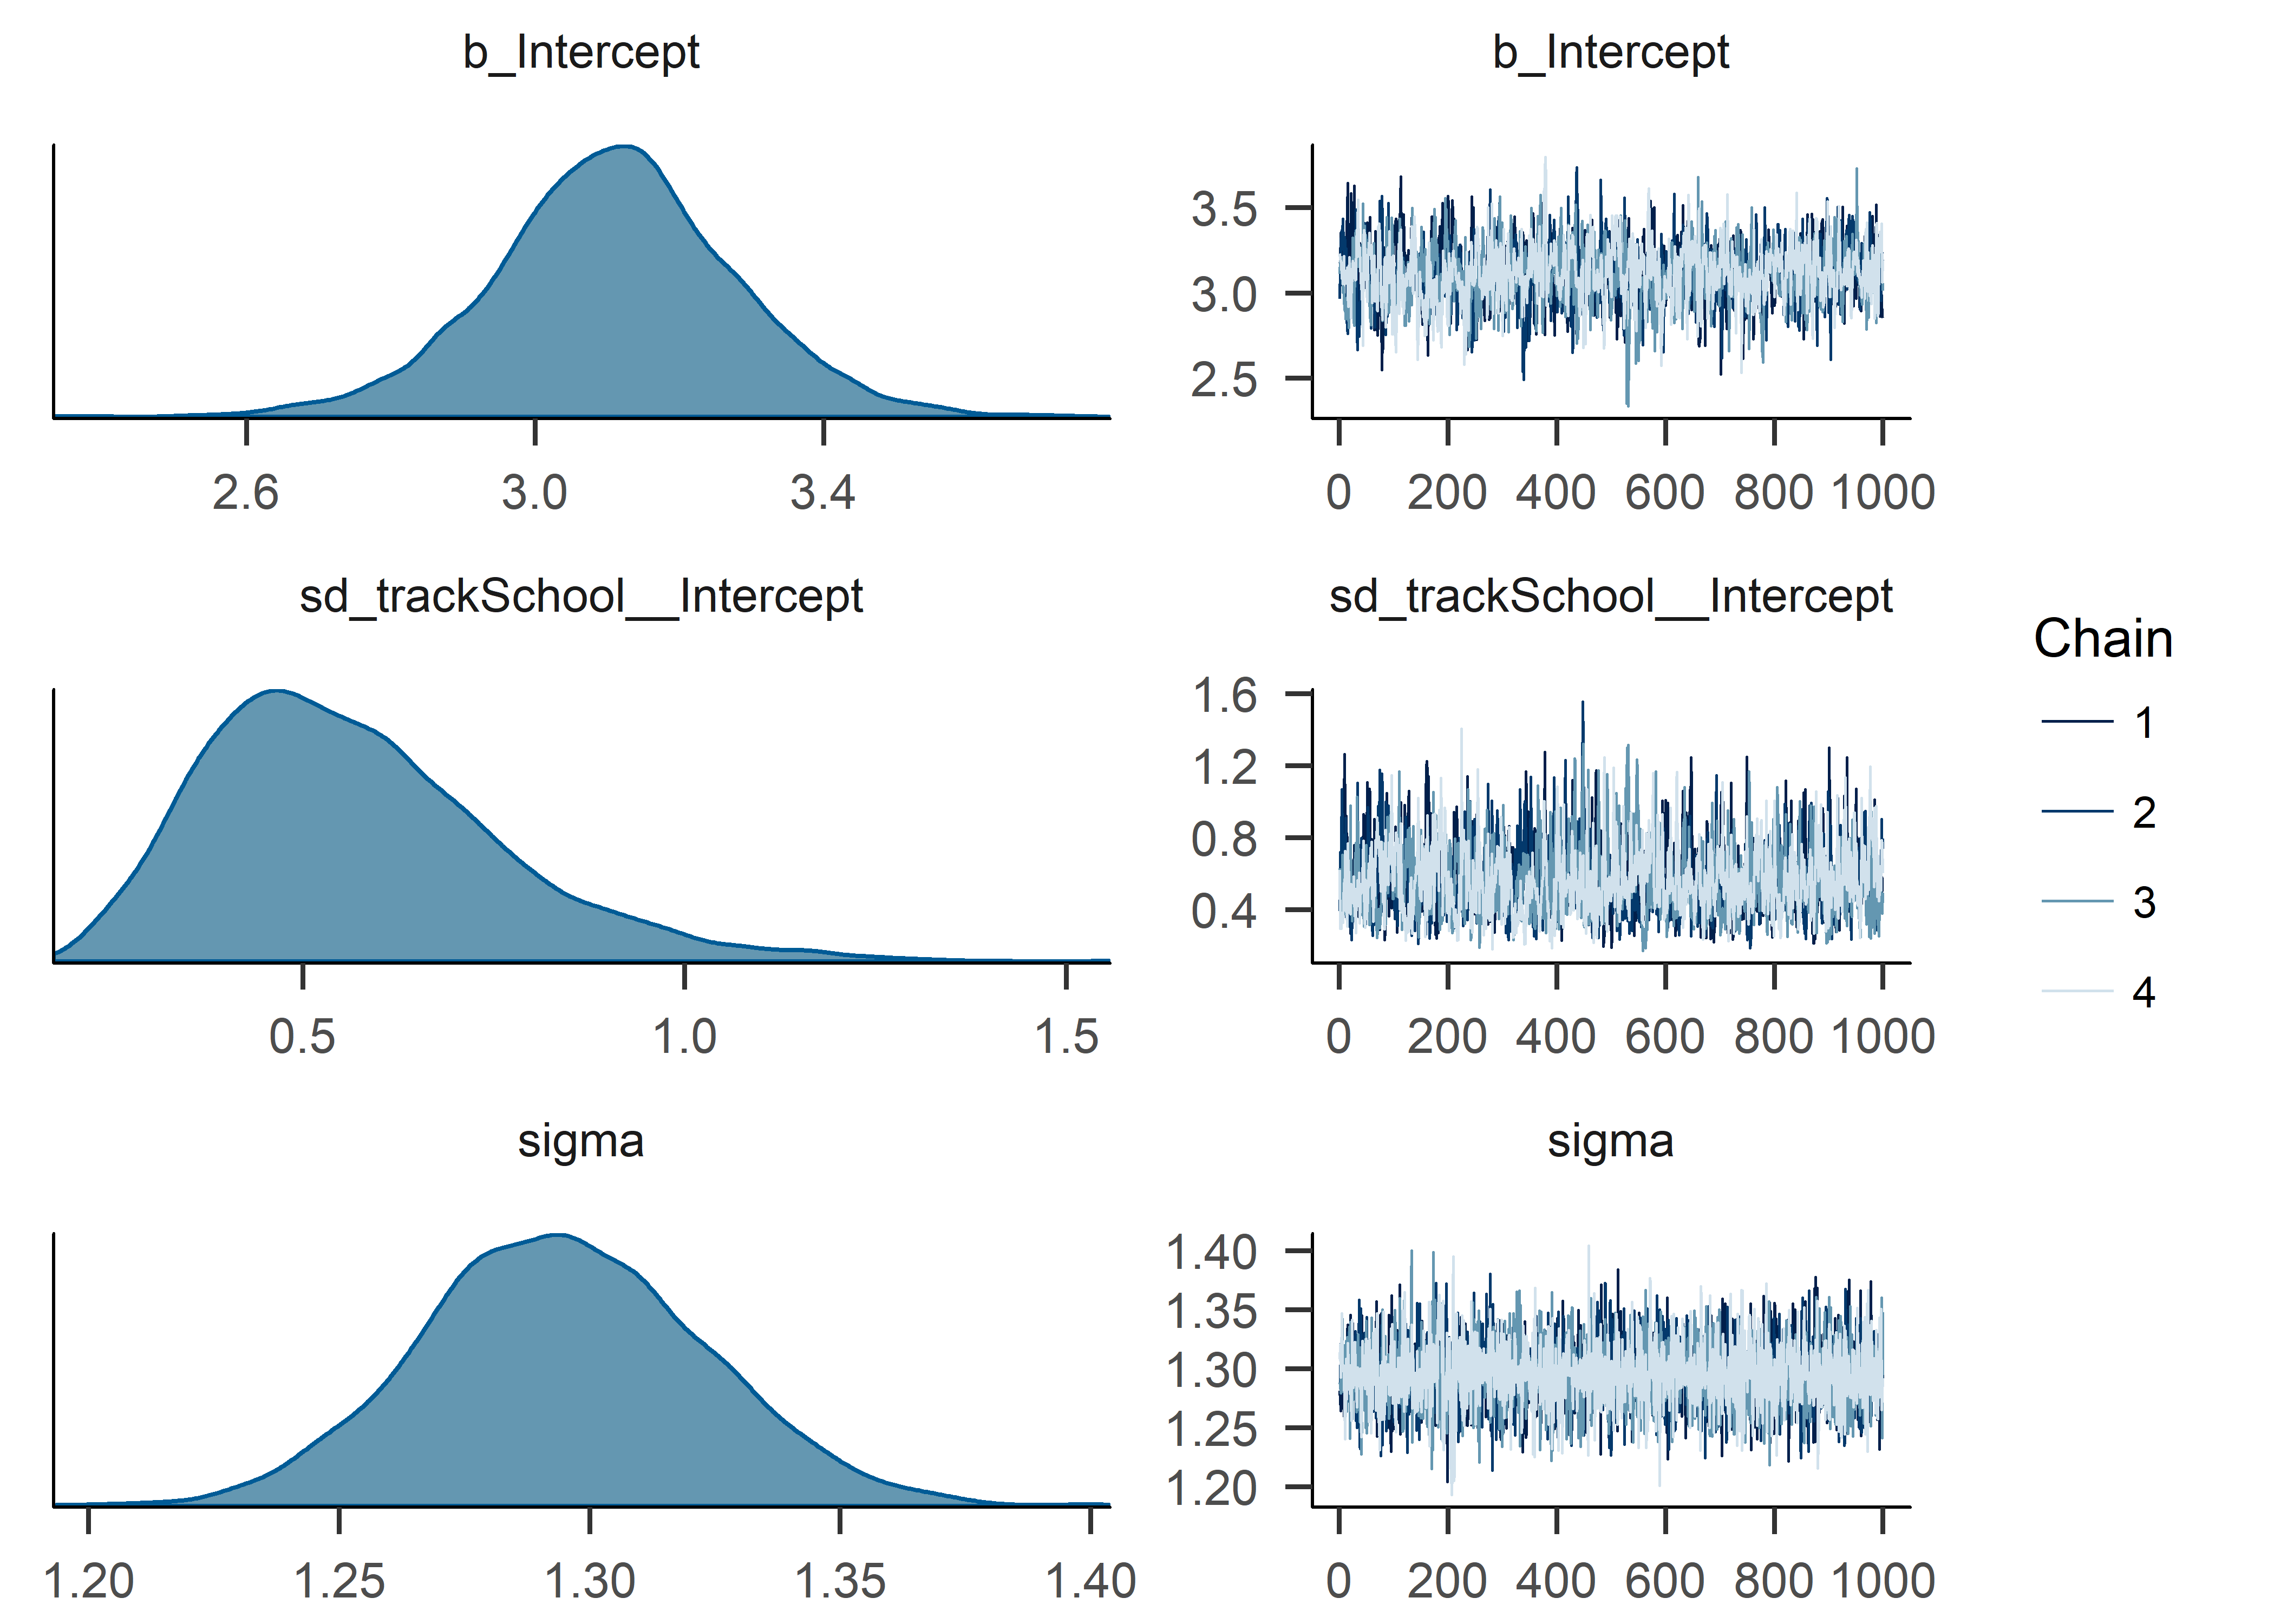 b_Intercept
b_Intercept
3.5
3.0
2.5
2.6 3.0 3.4
0 200 400 600 800 1000
sd_trackSchool__Intercept
sd_trackSchool__Intercept
1.6
1.2
0.8
0.4
0.5 1.0 1.5
0 200 400 600 800 1000
Chain
1
2
3
4
sigma
sigma
1.40
1.35
1.30
1.25
1.20
1.20 1.25 1.30 1.35 1.40
0 200 400 600 800 1000